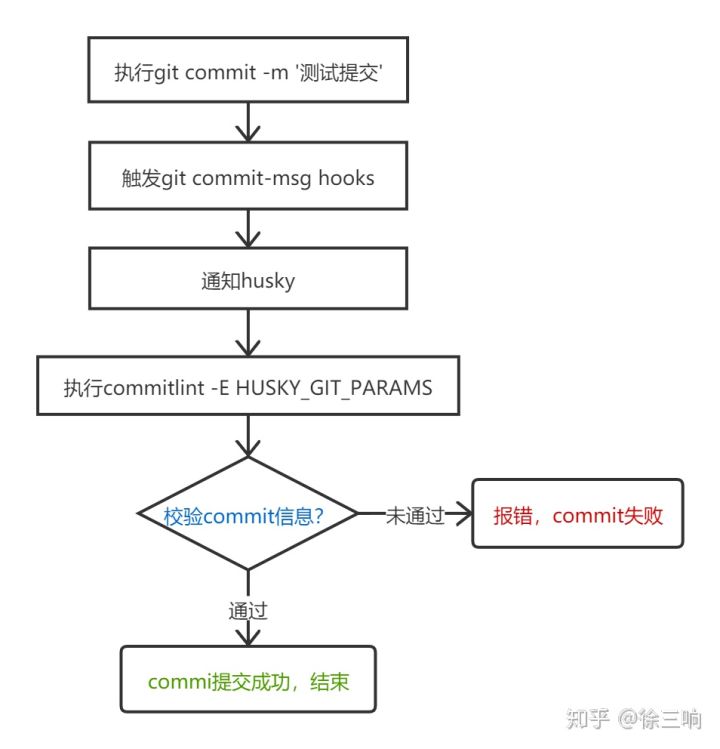 执行git commit -m '测试提交'
触发git commit-msg hooks
通知husky
执行commitlint -E HUSKY_GIT_PARAMS
校验commit信息?
未通过
报错，commit失败
通过
commi提交成功，结束
知乎 @徐三响